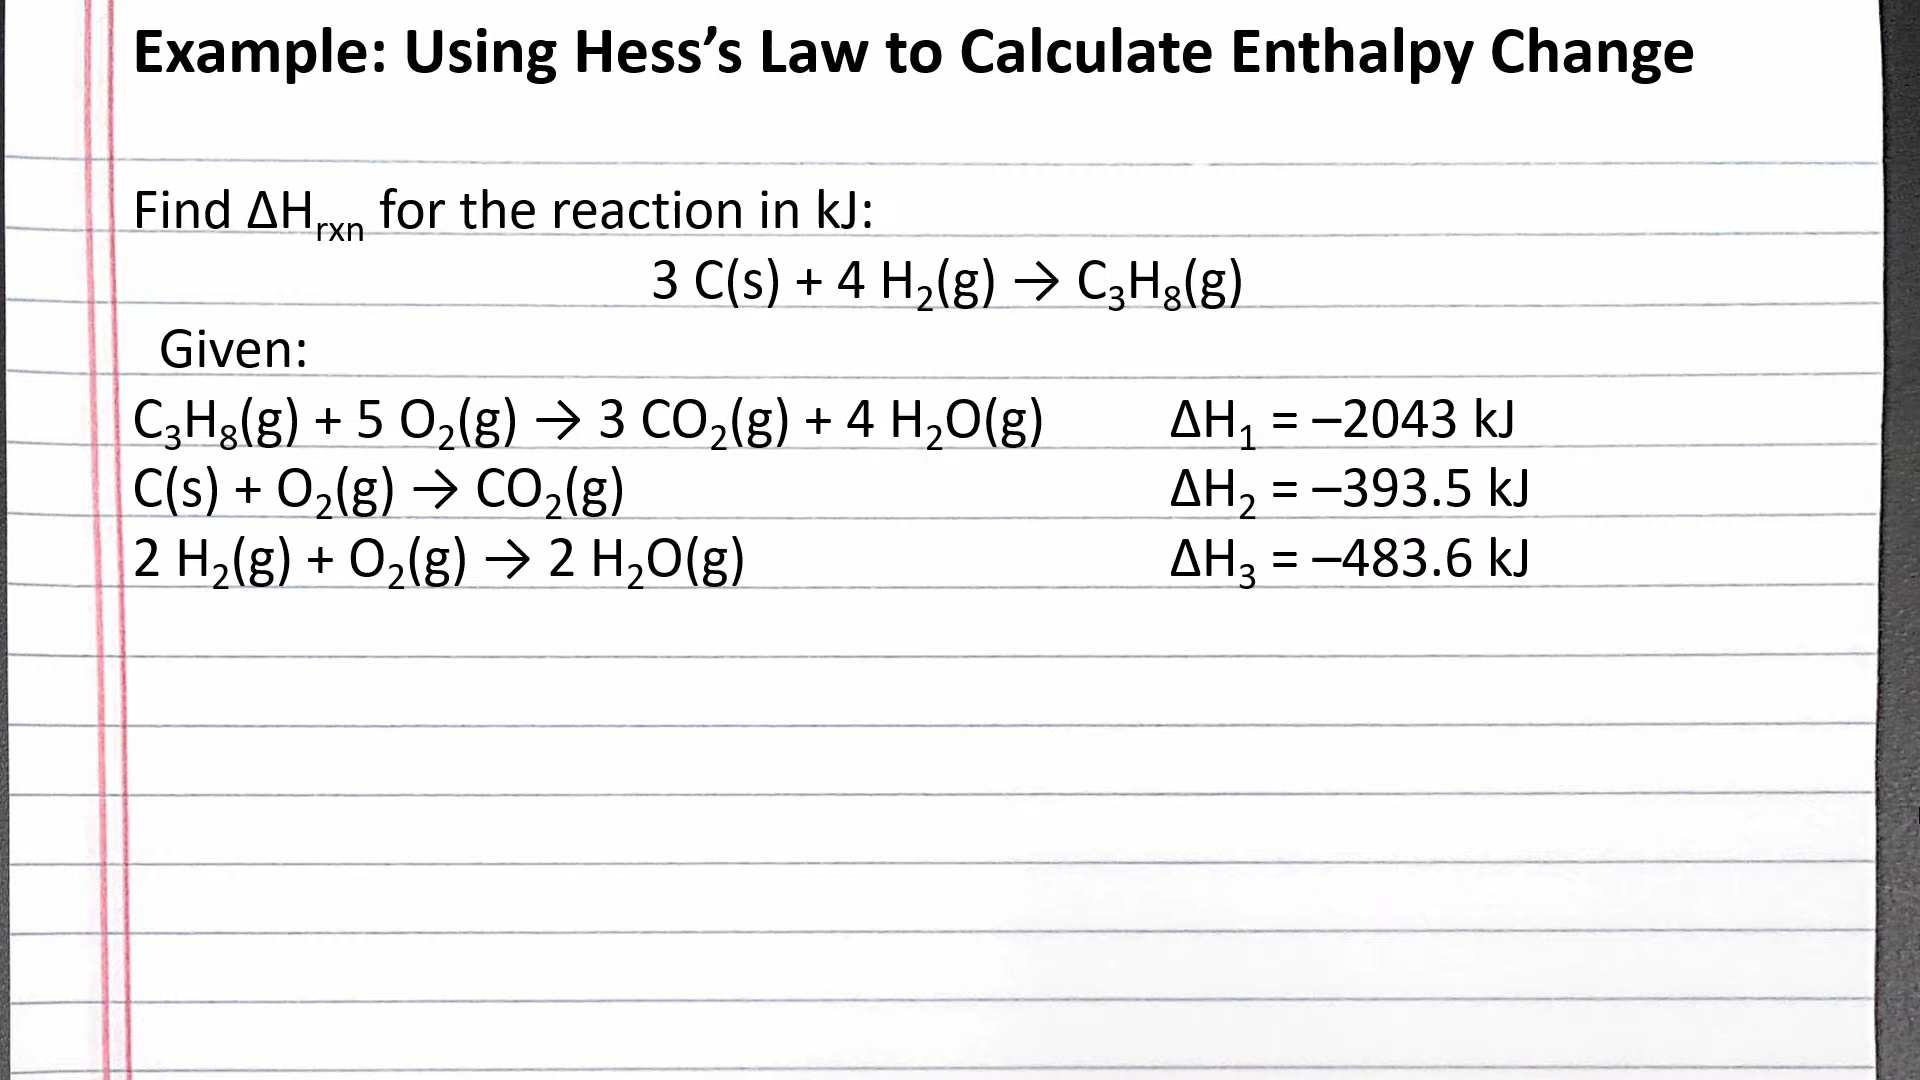 Example: Using Hess’s Law to Calculate Enthalpy Change
Find ΔHrxn for the reaction in kJ:
3 C(s) + 4 H₂(g) → C₃H₈(g)
Given:
C₃H₈(g) + 5 O₂(g) → 3 CO₂(g) + 4 H₂O(g) ΔH₁ = –2043 kJ
C(s) + O₂(g) → CO₂(g) ΔH₂ = –393.5 kJ
2 H₂(g) + O₂(g) → 2 H₂O(g) ΔH₃ = –483.6 kJ